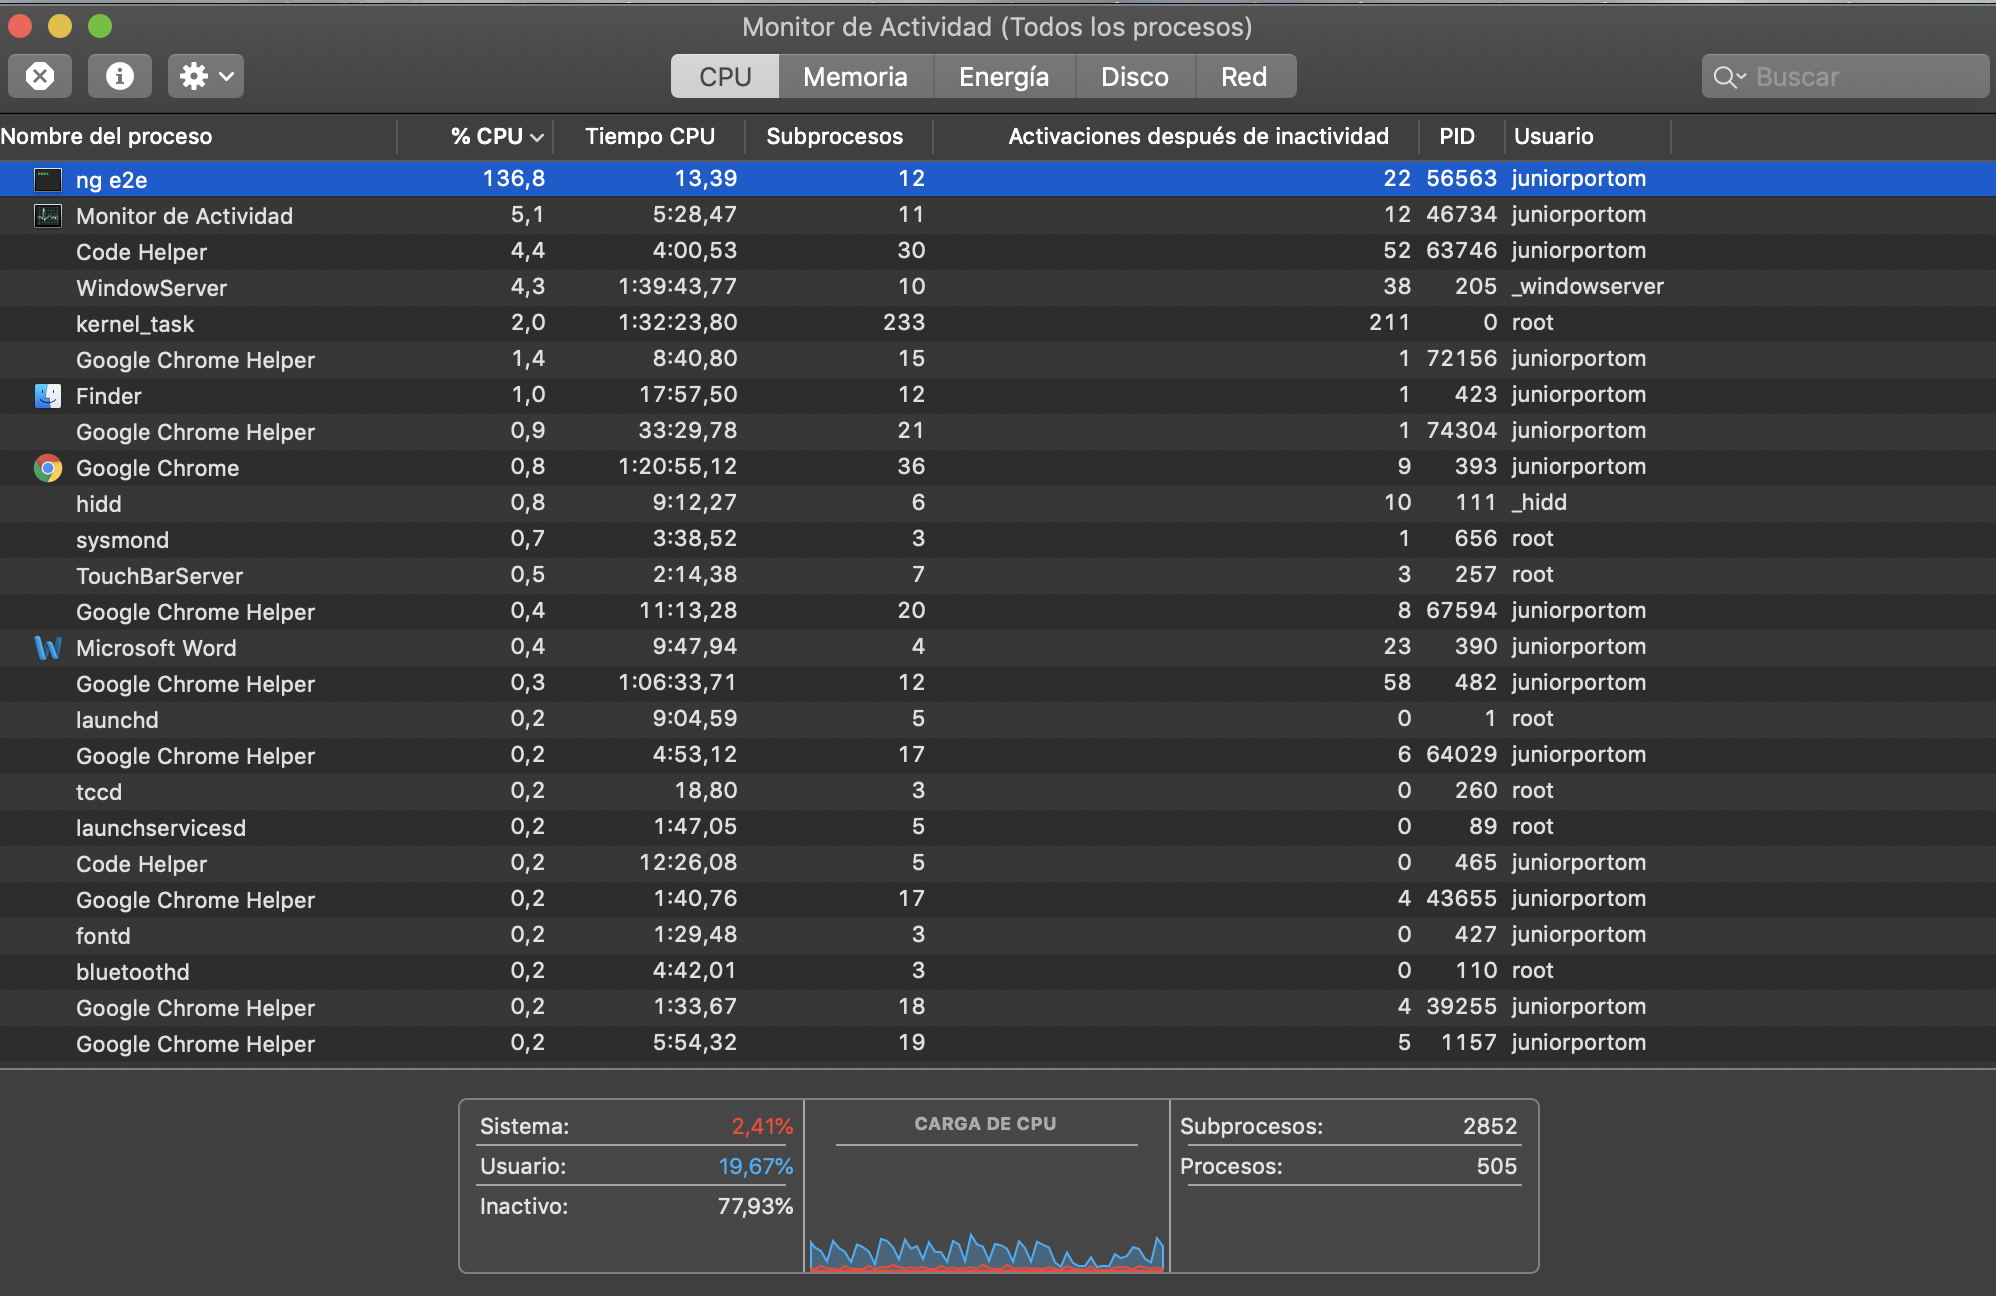 Monitor de Actividad (Todos los procesos)
CPU Memoria Energía Disco Red Buscar
Nombre del proceso % CPU Tiempo CPU Subprocesos Activaciones después de inactividad PID Usuario
ng e2e 136,8 13,39 12 22 56563 juniorportom
Monitor de Actividad 5,1 5:28,47 11 12 46734 juniorportom
Code Helper 4,4 4:00,53 30 52 63746 juniorportom
WindowServer 4,3 1:39:43,77 10 38 205 _windowserver
kernel_task 2,0 1:32:23,80 233 211 0 root
Google Chrome Helper 1,4 8:40,80 15 1 72156 juniorportom
Finder 1,0 17:57,50 12 1 423 juniorportom
Google Chrome Helper 0,9 33:29,78 21 1 74304 juniorportom
Google Chrome 0,8 1:20:55,12 36 9 393 juniorportom
hidd 0,8 9:12,27 6 10 111 _hidd
sysmond 0,7 3:38,52 3 1 656 root
TouchBarServer 0,5 2:14,38 7 3 257 root
Google Chrome Helper 0,4 11:13,28 20 8 67594 juniorportom
Microsoft Word 0,4 9:47,94 4 23 390 juniorportom
Google Chrome Helper 0,3 1:06:33,71 12 58 482 juniorportom
launchd 0,2 9:04,59 5 0 1 root
Google Chrome Helper 0,2 4:53,12 17 6 64029 juniorportom
tccd 0,2 18,80 3 0 260 root
launchservicesd 0,2 1:47,05 5 0 89 root
Code Helper 0,2 12:26,08 5 0 465 juniorportom
Google Chrome Helper 0,2 1:40,76 17 4 43655 juniorportom
fontd 0,2 1:29,48 3 0 427 juniorportom
bluetoothd 0,2 4:42,01 3 0 110 root
Google Chrome Helper 0,2 1:33,67 18 4 39255 juniorportom
Google Chrome Helper 0,2 5:54,32 19 5 1157 juniorportom
Sistema: 2,41% CARGA DE CPU Subprocesos: 2852
Usuario: 19,67% Procesos: 505
Inactivo: 77,93%